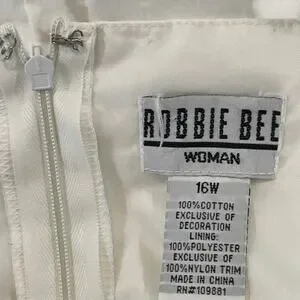 ROBBIE BEE
WOMAN
16W
100%COTTON
EXCLUSIVE OF
DECORATION
LINING:
100%POLYESTER
EXCLUSIVE OF
100%NYLON TRIM
MADE IN CHINA
RN#109881